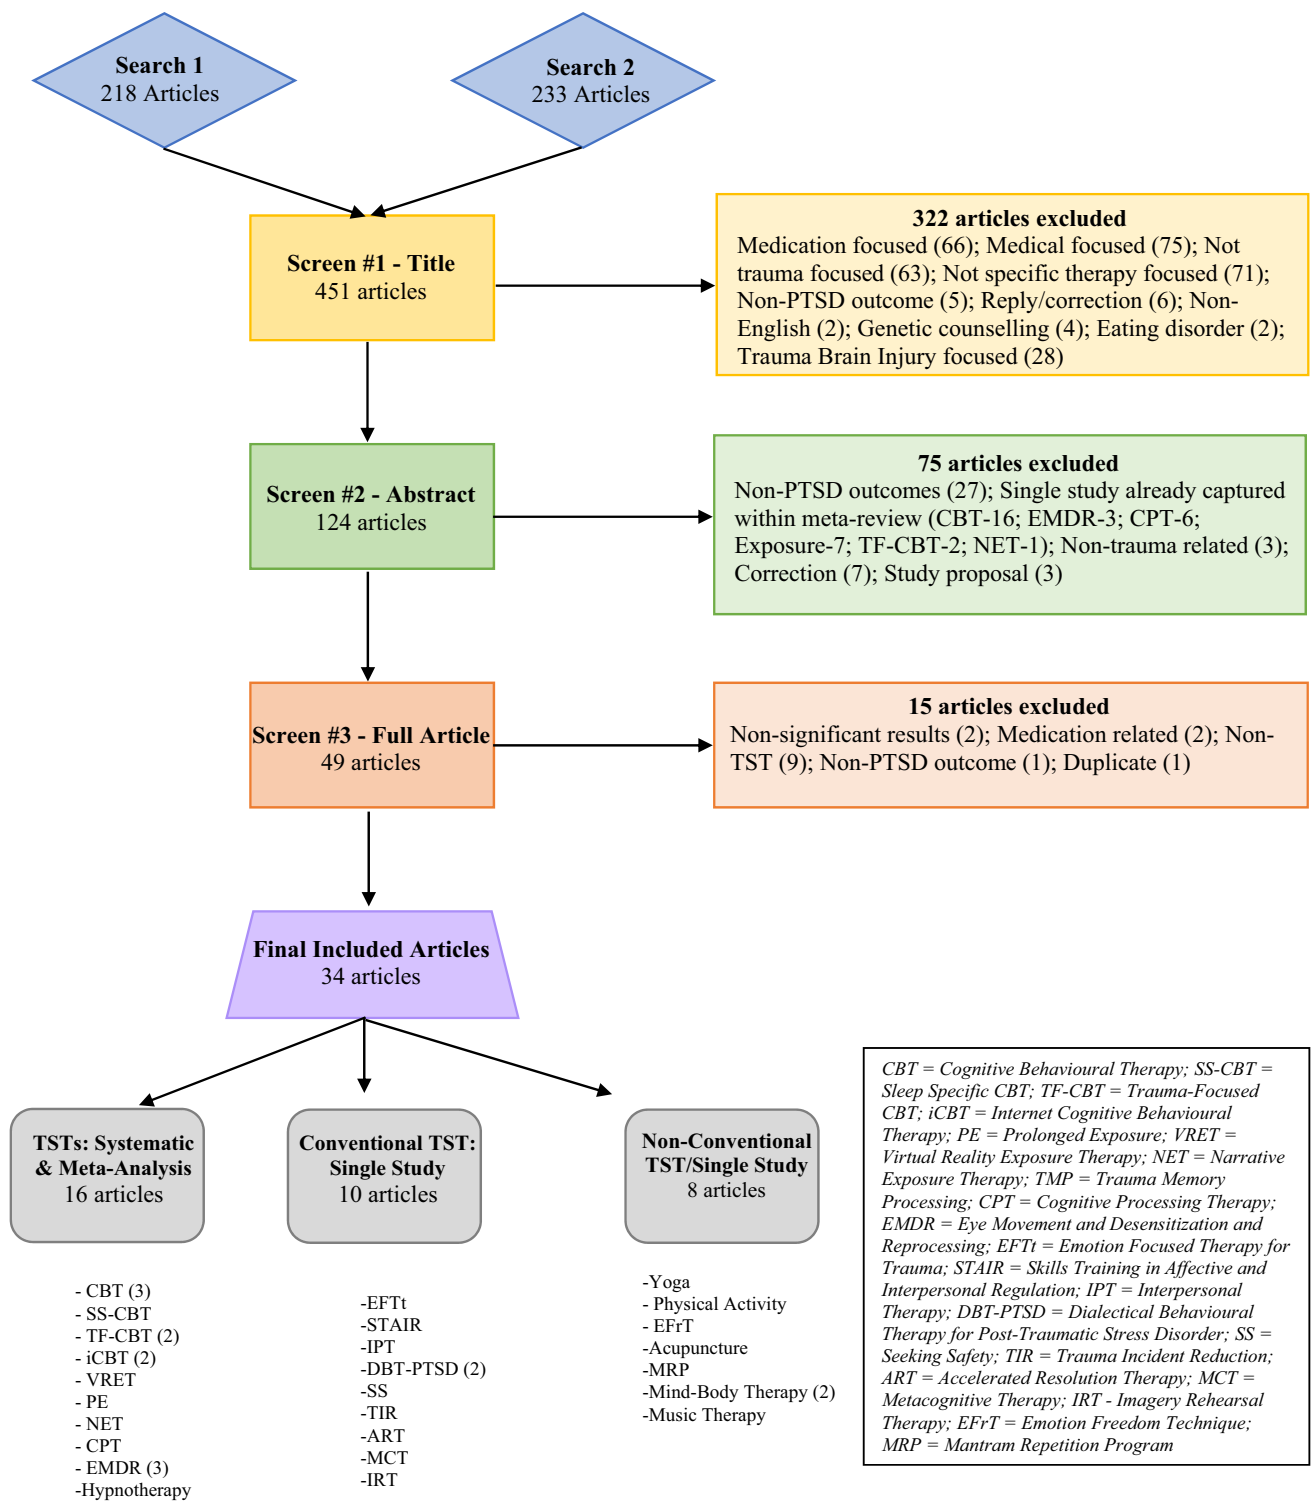 Search 1
218 Articles
Search 2
233 Articles
Screen #1 - Title
451 articles
322 articles excluded
Medication focused (66); Medical focused (75); Not
trauma focused (63); Not specific therapy focused (71);
Non-PTSD outcome (5); Reply/correction (6); Non-
English (2); Genetic counselling (4); Eating disorder (2);
Trauma Brain Injury focused (28)
Screen #2 - Abstract
124 articles
75 articles excluded
Non-PTSD outcomes (27); Single study already captured
within meta-review (CBT-16; EMDR-3; CPT-6;
Exposure-7; TF-CBT-2; NET-1); Non-trauma related (3);
Correction (7); Study proposal (3)
Screen #3 - Full Article
49 articles
15 articles excluded
Non-significant results (2); Medication related (2); Non-
TST (9); Non-PTSD outcome (1); Duplicate (1)
Final Included Articles
34 articles
TSTs: Systematic
& Meta-Analysis
16 articles
- CBT (3)
- SS-CBT
- TF-CBT (2)
- iCBT (2)
- VRET
- PE
- NET
- CPT
- EMDR (3)
-Hypnotherapy
Conventional TST:
Single Study
10 articles
-EFTt
-STAIR
-IPT
-DBT-PTSD (2)
-SS
-TIR
-ART
-MCT
-IRT
Non-Conventional
TST/Single Study
8 articles
-Yoga
- Physical Activity
- EFrT
-Acupuncture
-MRP
-Mind-Body Therapy (2)
-Music Therapy
CBT = Cognitive Behavioural Therapy; SS-CBT =
Sleep Specific CBT; TF-CBT = Trauma-Focused
CBT; iCBT = Internet Cognitive Behavioural
Therapy; PE = Prolonged Exposure; VRET =
Virtual Reality Exposure Therapy; NET = Narrative
Exposure Therapy; TMP = Trauma Memory
Processing; CPT = Cognitive Processing Therapy;
EMDR = Eye Movement and Desensitization and
Reprocessing; EFTt = Emotion Focused Therapy for
Trauma; STAIR = Skills Training in Affective and
Interpersonal Regulation; IPT = Interpersonal
Therapy; DBT-PTSD = Dialectical Behavioural
Therapy for Post-Traumatic Stress Disorder; SS =
Seeking Safety; TIR = Trauma Incident Reduction;
ART = Accelerated Resolution Therapy; MCT =
Metacognitive Therapy; IRT - Imagery Rehearsal
Therapy; EFrT = Emotion Freedom Technique;
MRP = Mantram Repetition Program